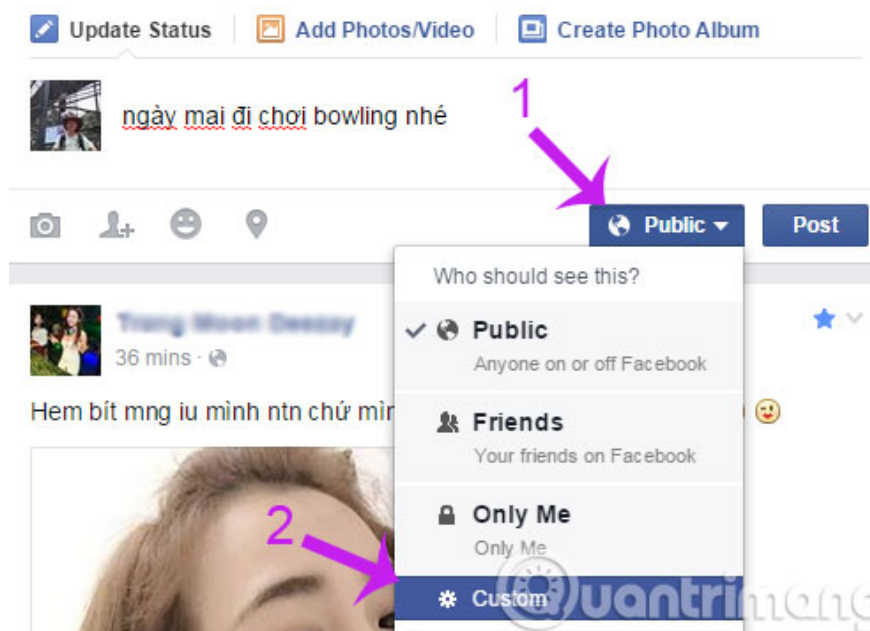 Update Status Add Photos/Video Create Photo Album
1
ngày mai đi chơi bowling nhé
Public Post
Who should see this?
Public
Anyone on or off Facebook
36 mins ·
Hem bít mng iu mình ntn chứ mìn
Friends
Your friends on Facebook
Only Me
Only Me
2
Custom
Quantrimang